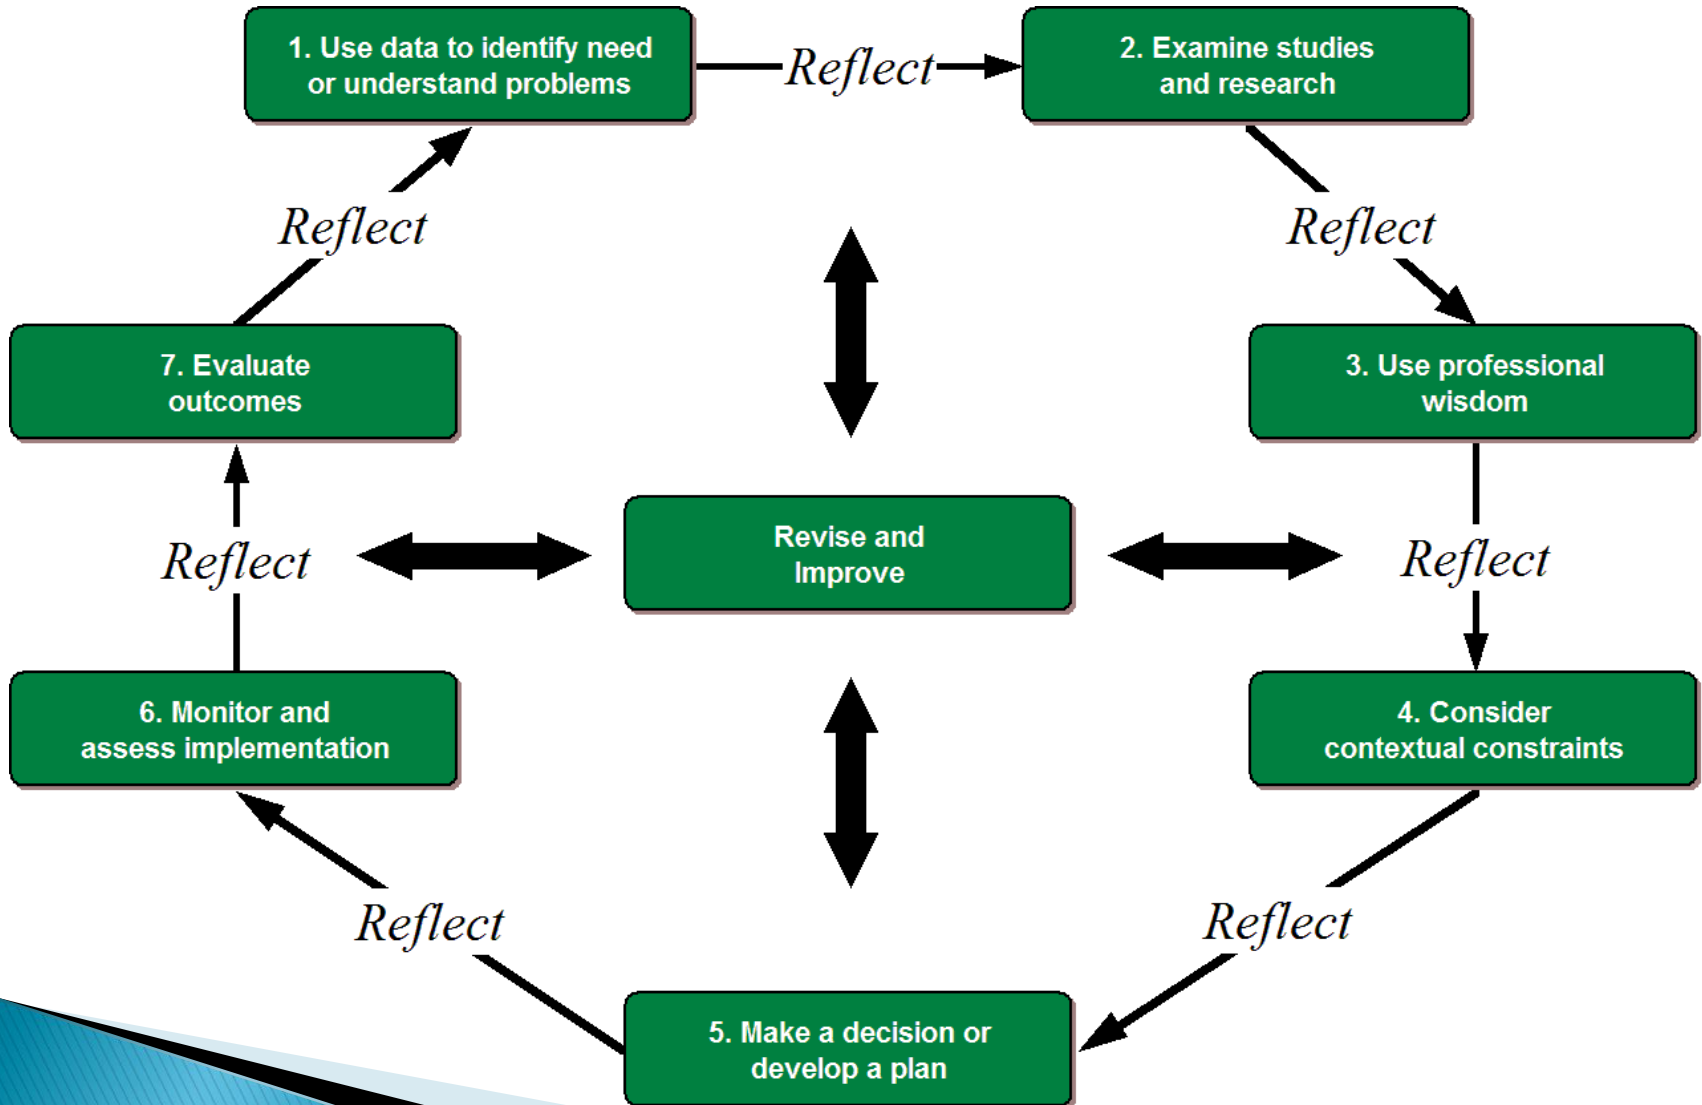 1. Use data to identify need
or understand problems
Reflect
2. Examine studies
and research
Reflect
3. Use professional
wisdom
Reflect
4. Consider
contextual constraints
Reflect
5. Make a decision or
develop a plan
Reflect
6. Monitor and
assess implementation
Reflect
7. Evaluate
outcomes
Reflect
Revise and
Improve